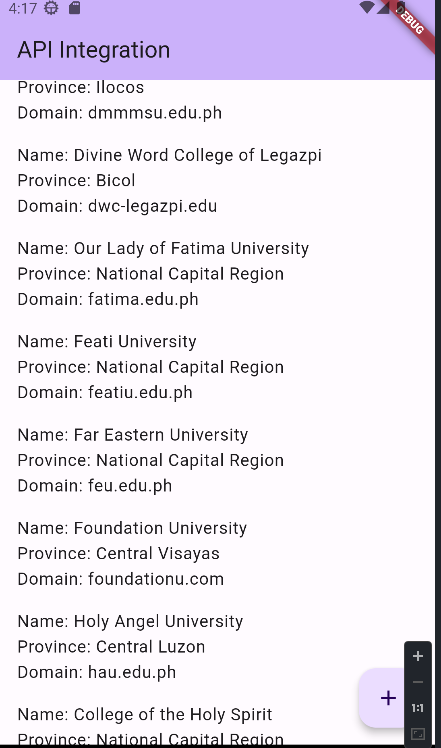 4:17
DEBUG
API Integration
Province: Ilocos
Domain: dmmmsu.edu.ph
Name: Divine Word College of Legazpi
Province: Bicol
Domain: dwc-legazpi.edu
Name: Our Lady of Fatima University
Province: National Capital Region
Domain: fatima.edu.ph
Name: Feati University
Province: National Capital Region
Domain: featiu.edu.ph
Name: Far Eastern University
Province: National Capital Region
Domain: feu.edu.ph
Name: Foundation University
Province: Central Visayas
Domain: foundationu.com
Name: Holy Angel University
Province: Central Luzon
Domain: hau.edu.ph
Name: College of the Holy Spirit
Province: National Capital Region
+
+
−
1:1